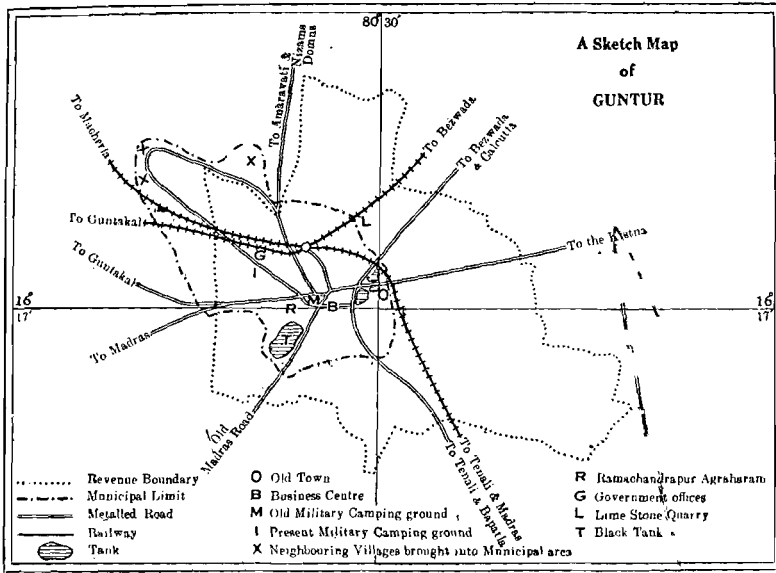 80° 30'
A Sketch Map
of
GUNTUR
To Amaravati &
Nizams
Domns
To Macherla
To Bezwada
To Bezwada
& Calcutta
X
X
X
L
To Guntakal
G
To the Kistna
To Guntakal
I
M
B
O
R
16°
17'
16°
17'
T
To Madras
Old
Madras Road
To Tenali & Madras
To Tenali & Bapatla
Revenue Boundary
Municipal Limit
Metalled Road
Railway
Tank
O Old Town
B Business Centre
M Old Military Camping ground
I Present Military Camping ground
X Neighbouring Villages brought into Municipal area
R Ramachandrapur Agraharam
G Government offices
L Lime Stone Quarry
T Black Tank